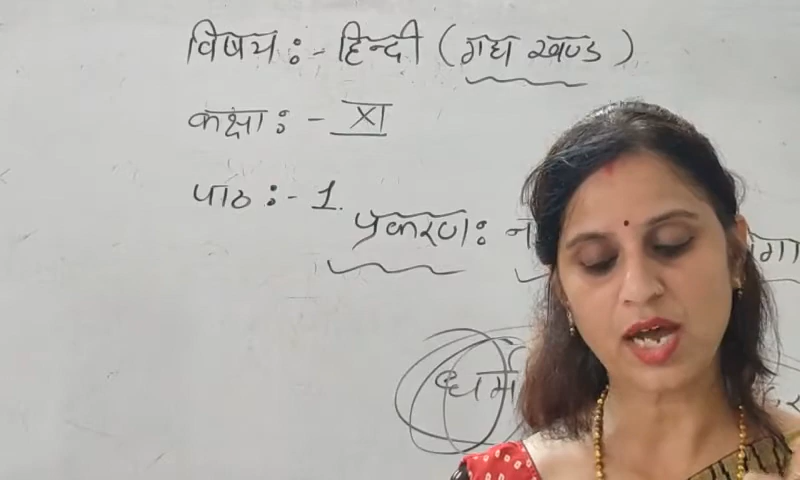 विषय :- हिन्दी ( गद्य खण्ड )
कक्षा :- XI
पाठ :- 1.
प्रकरण :